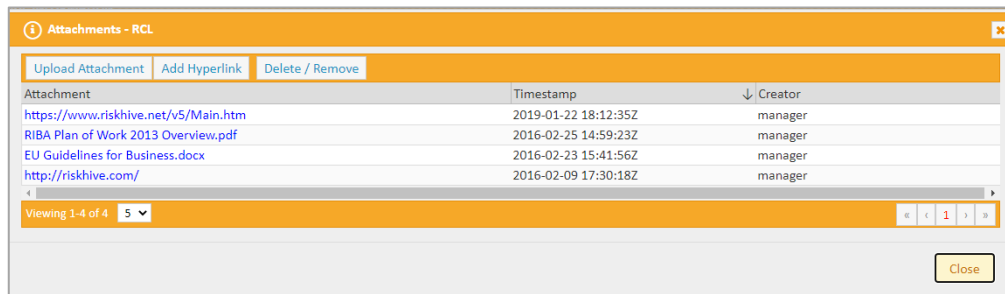 Attachments - RCL
Upload Attachment Add Hyperlink Delete / Remove
Attachment Timestamp Creator
https://www.riskhive.net/v5/Main.htm 2019-01-22 18:12:35Z manager
RIBA Plan of Work 2013 Overview.pdf 2016-02-25 14:59:23Z manager
EU Guidelines for Business.docx 2016-02-23 15:41:56Z manager
http://riskhive.com/ 2016-02-09 17:30:18Z manager
Viewing 1-4 of 4 5 « ‹ 1 › »
Close